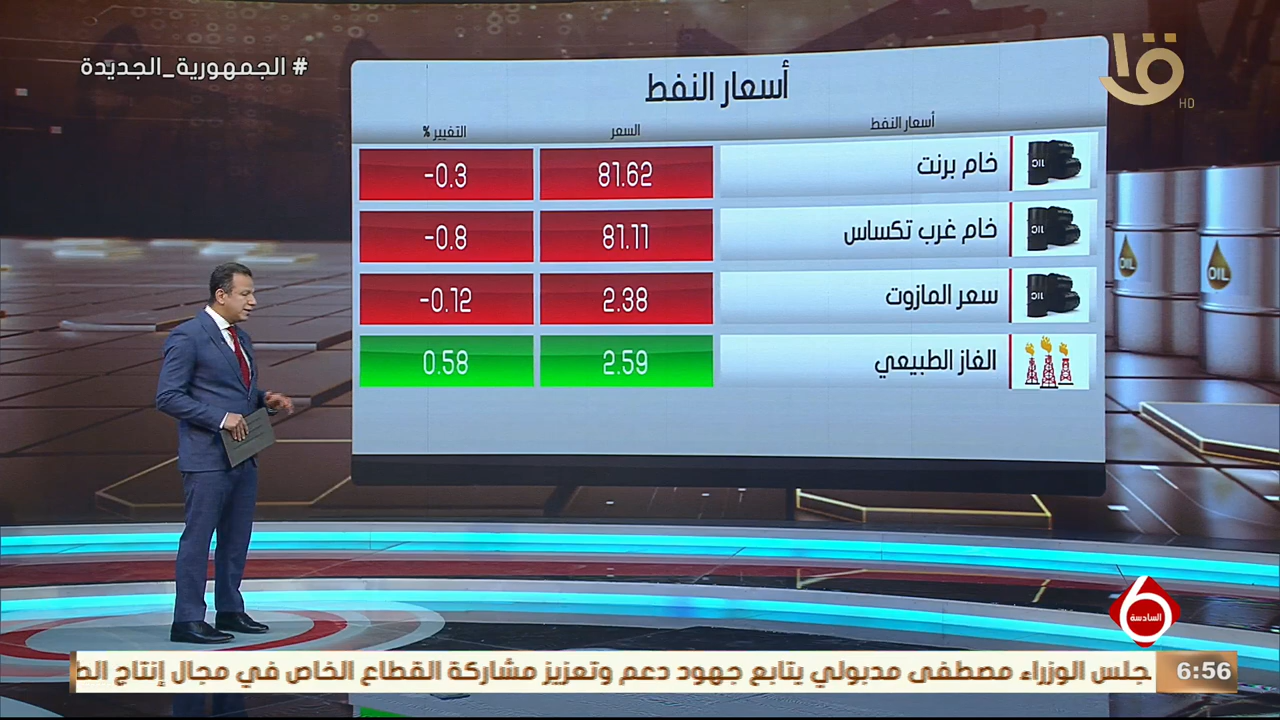 # الجمهورية_الجديدة
HD
أسعار النفط
أسعار النفط السعر التغيير %
خام برنت 81.62 -0.3
خام غرب تكساس 81.11 -0.8
سعر المازوت 2.38 -0.12
الغاز الطبيعي 2.59 0.58
OIL OIL
6 السادسة
6:56 جلس الوزراء مصطفى مدبولي يتابع جهود دعم وتعزيز مشاركة القطاع الخاص في مجال إنتاج الط